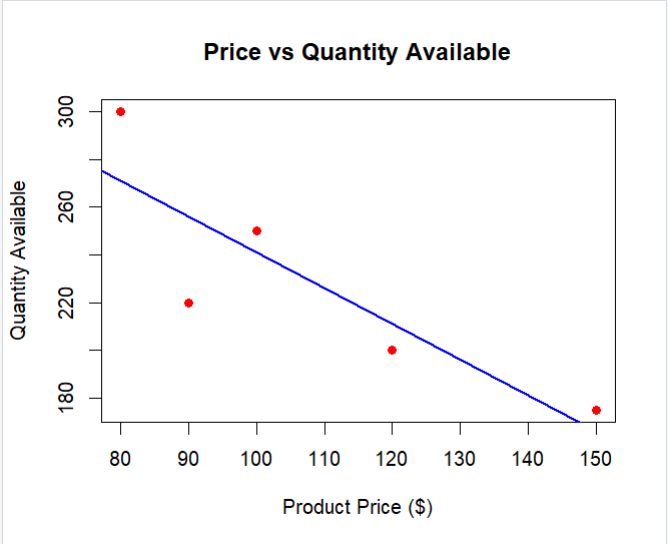 Price vs Quantity Available
300
260
220
180
Quantity Available
80 90 100 110 120 130 140 150
Product Price ($)